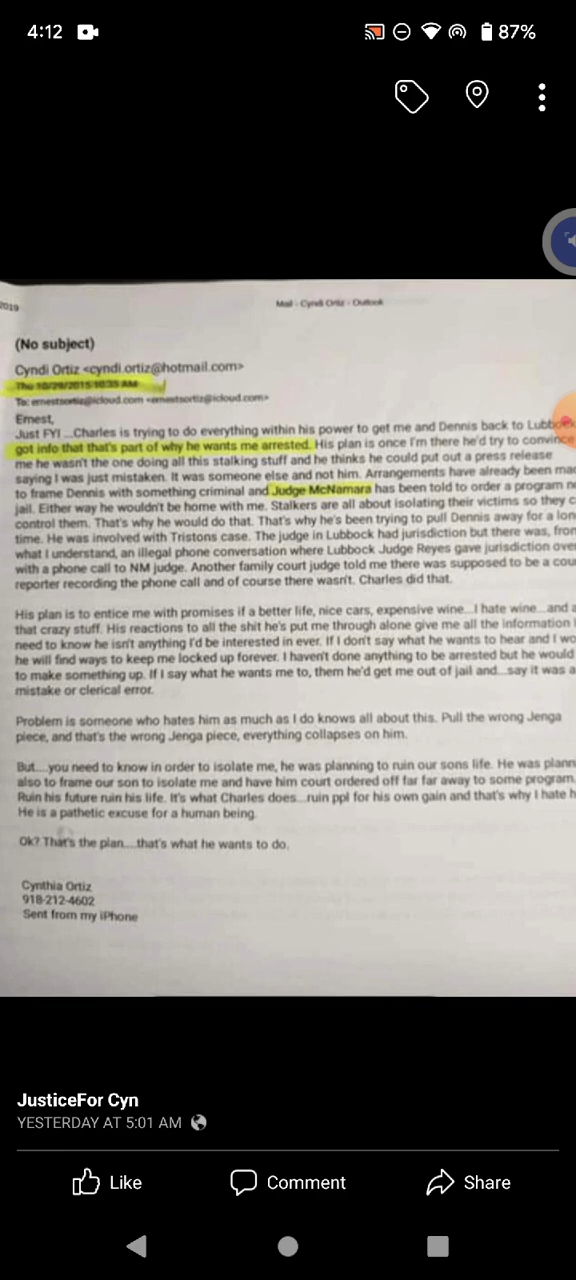 4:12
87%
2019
Mail - Cyndi Ortiz - Outlook
(No subject)
Cyndi Ortiz <cyndi.ortiz@hotmail.com>
Thu 10/29/2015 10:35 AM
To: ernestsortiz@icloud.com <ernestsortiz@icloud.com>
Ernest,
Just FYI ...Charles is trying to do everything within his power to get me and Dennis back to
got info that that's part of why he wants me arrested. His plan is once I'm there he'd try to convince
me he wasn't the one doing all this stalking stuff and he thinks he could put out a press release
saying I was just mistaken. It was someone else and not him. Arrangements have already been
to frame Dennis with something criminal and Judge McNamara has been told to order a program
jail. Either way he wouldn't be home with me. Stalkers are all about isolating their victims so they
control them. That's why he would do that. That's why he's been trying to pull Dennis away for a
time. He was involved with Tristons case. The judge in Lubbock had jurisdiction but there was,
what I understand, an illegal phone conversation where Lubbock Judge Reyes gave jurisdiction
with a phone call to NM judge. Another family court judge told me there was supposed to be a
reporter recording the phone call and of course there wasn't. Charles did that.
His plan is to entice me with promises if a better life, nice cars, expensive wine...I hate wine...and
that crazy stuff. His reactions to all the shit he's put me through alone give me all the information
need to know he isn't anything I'd be interested in ever. If I don't say what he wants to hear and I
he will find ways to keep me locked up forever. I haven't done anything to be arrested but he would
to make something up. If I say what he wants me to, them he'd get me out of jail and...say it was a
mistake or clerical error.
Problem is someone who hates him as much as I do knows all about this. Pull the wrong Jenga
piece, and that's the wrong Jenga piece, everything collapses on him.
But....you need to know in order to isolate me, he was planning to ruin our sons life. He was
also to frame our son to isolate me and have him court ordered off far far away to some program.
Ruin his future ruin his life. It's what Charles does...ruin ppl for his own gain and that's why I hate
He is a pathetic excuse for a human being.
Ok? That's the plan....that's what he wants to do.
Cynthia Ortiz
918-212-4602
Sent from my iPhone
JusticeFor Cyn
YESTERDAY AT 5:01 AM
Like
Comment
Share